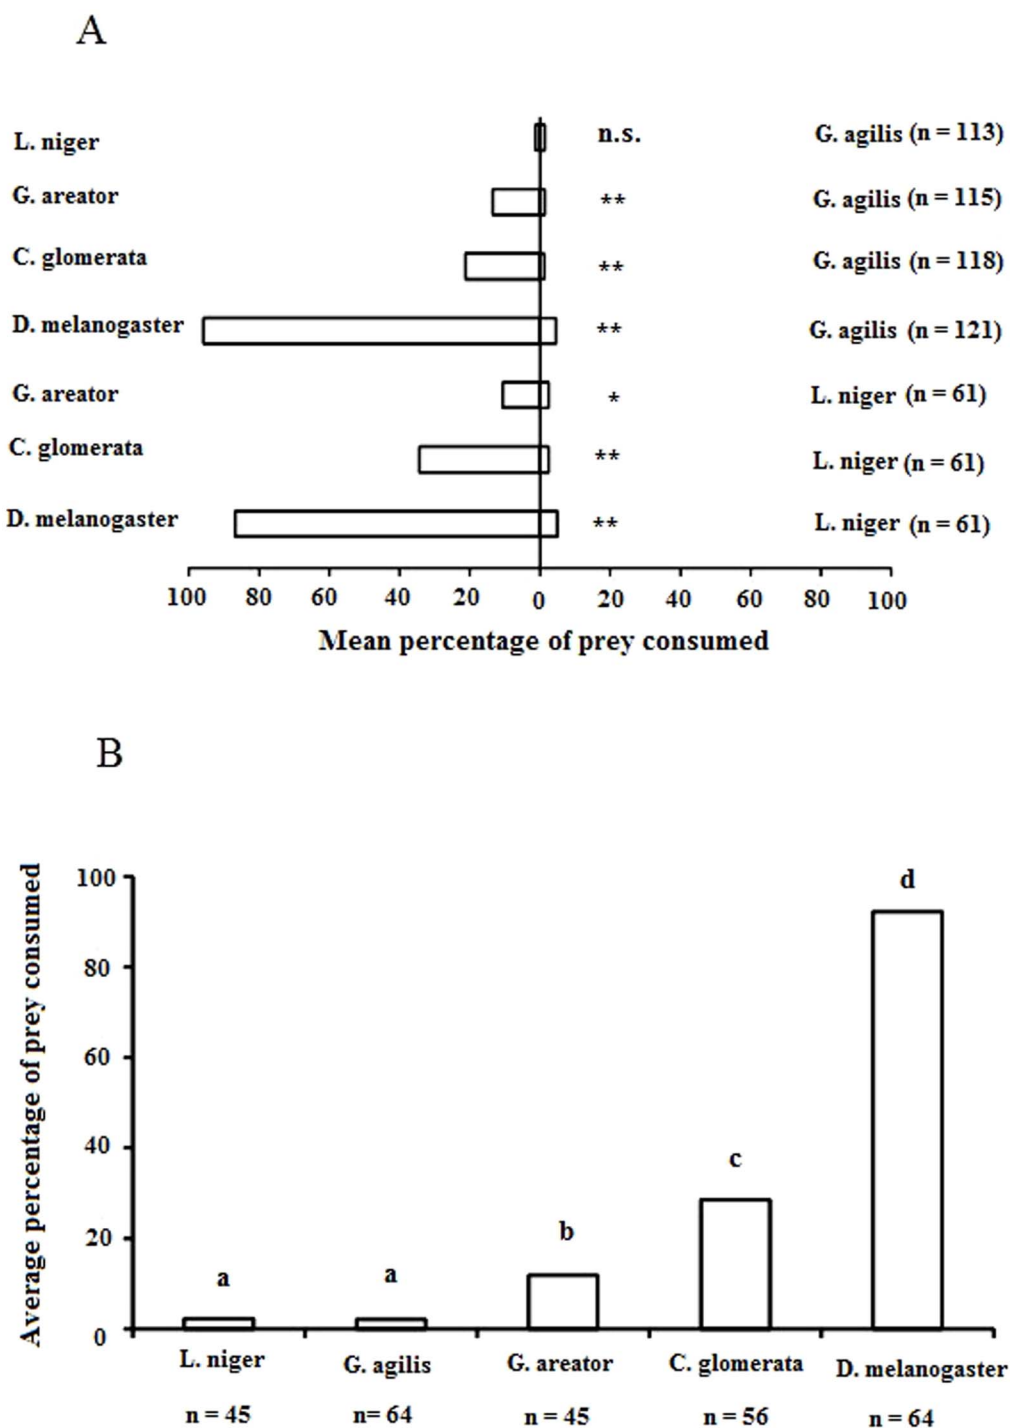 A
L. niger n.s. G. agilis (n = 113)
G. areator ** G. agilis (n = 115)
C. glomerata ** G. agilis (n = 118)
D. melanogaster ** G. agilis (n = 121)
G. areator * L. niger (n = 61)
C. glomerata ** L. niger (n = 61)
D. melanogaster ** L. niger (n = 61)
100 80 60 40 20 0 20 40 60 80 100
Mean percentage of prey consumed
B
Average percentage of prey consumed
100
80
60
40
20
0
a a b c d
L. niger G. agilis G. areator C. glomerata D. melanogaster
n = 45 n= 64 n = 45 n = 56 n = 64